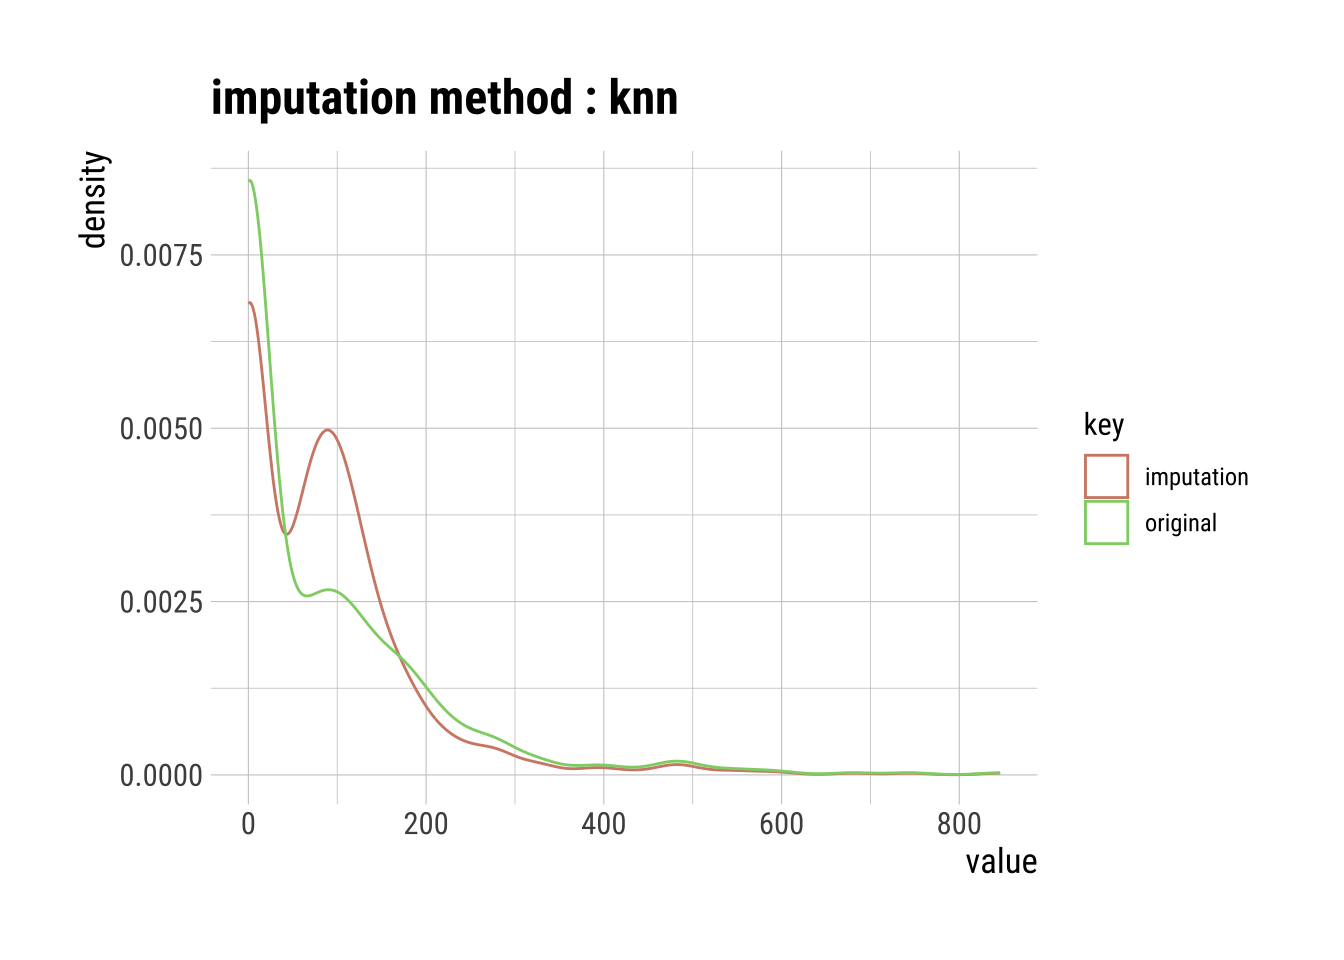 imputation method : knn
density
0.0075
0.0050
0.0025
0.0000
0 200 400 600 800
value
key
imputation
original